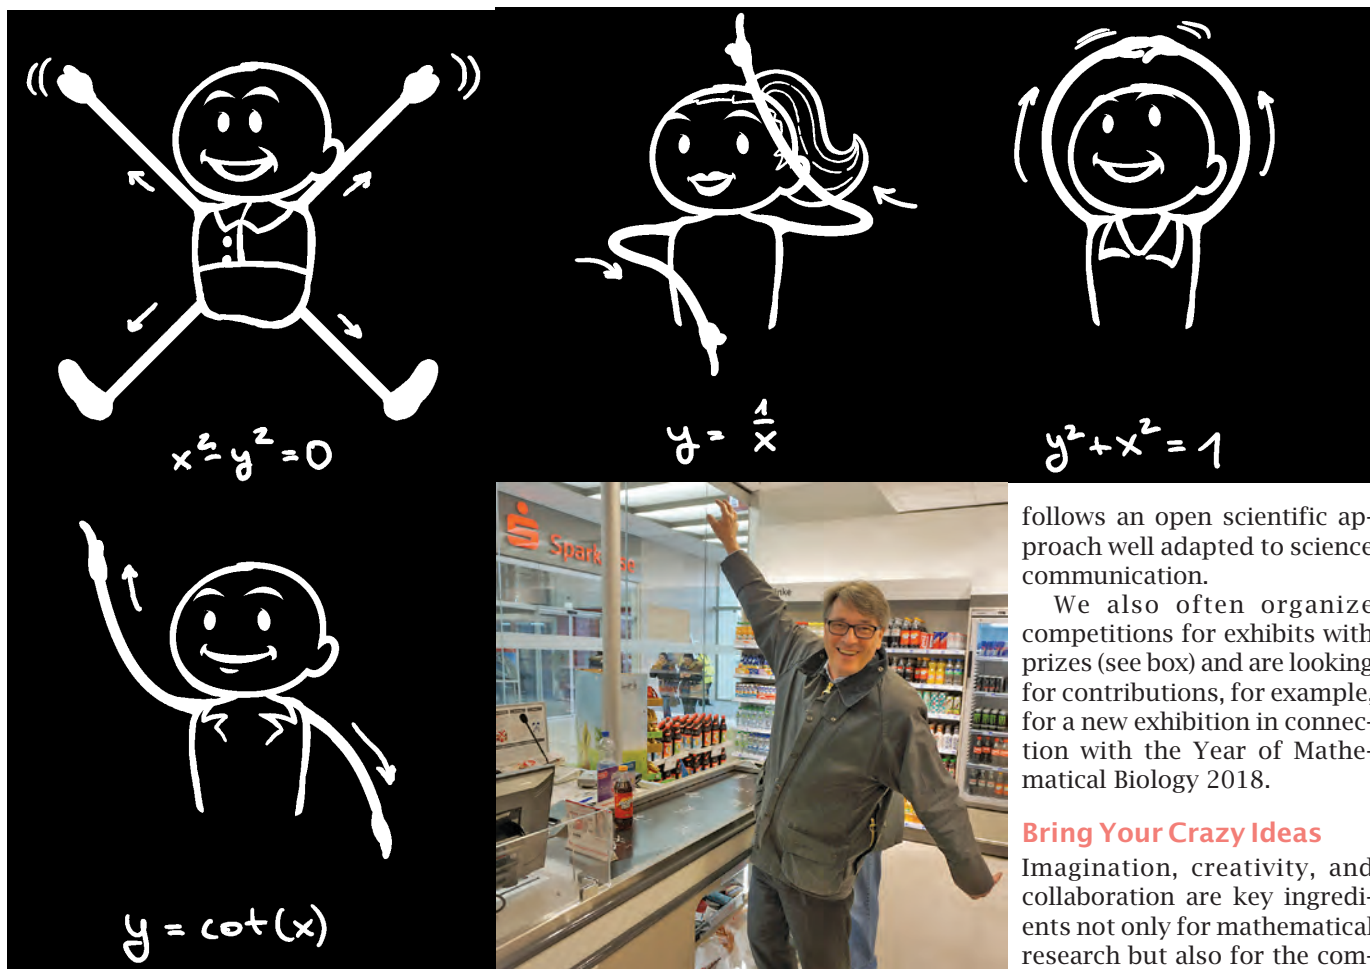 x² - y² = 0
y = 1/x
y² + x² = 1
y = cot(x)
Sparkasse
inke
follows an open scientific ap-
proach well adapted to science
communication.
We also often organize
competitions for exhibits with
prizes (see box) and are looking
for contributions, for example,
for a new exhibition in connec-
tion with the Year of Mathe-
matical Biology 2018.
Bring Your Crazy Ideas
Imagination, creativity, and
collaboration are key ingredi-
ents not only for mathematical
research but also for the com-